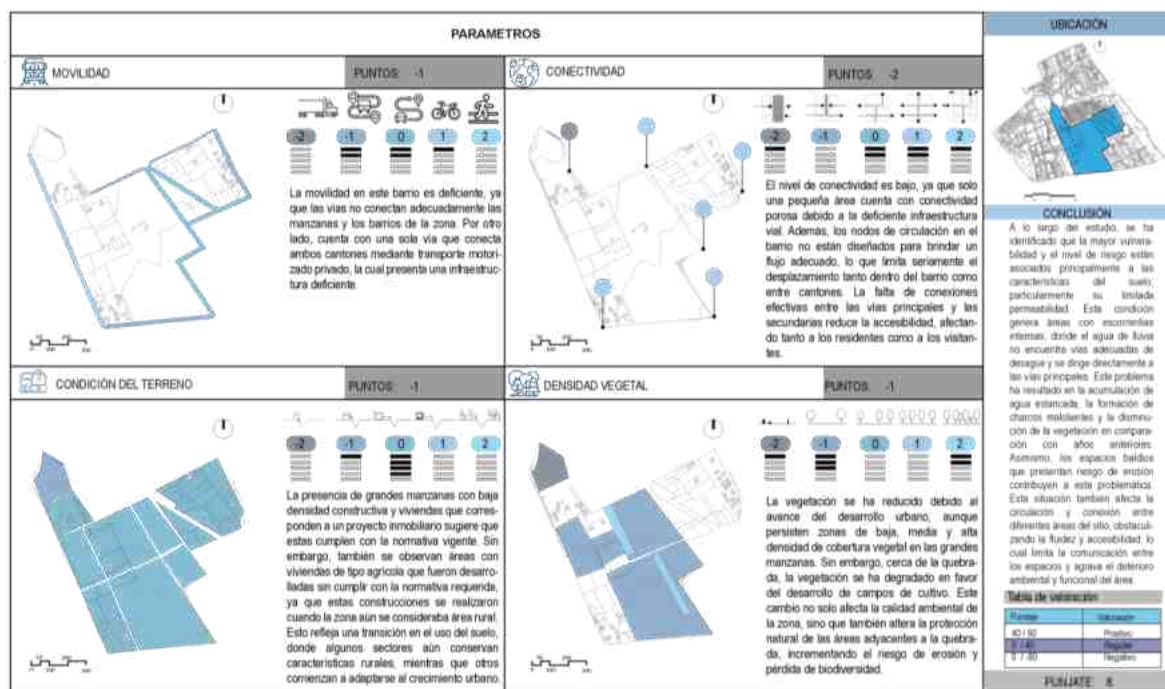 PARAMETROS
MOVILIDAD
PUNTOS: -1
-2 -1 0 1 2
La movilidad en este barrio es deficiente, ya
que las vías no conectan adecuadamente las
manzanas y los barrios de la zona. Por otro
lado, cuenta con una sola vía que conecta
ambos cantones mediante transporte motori-
zado privado, la cual presenta una infraestruc-
tura deficiente.
CONECTIVIDAD
PUNTOS: -2
-2 -1 0 1 2
El nivel de conectividad es bajo, ya que solo
una pequeña área cuenta con conectividad
porosa debido a la deficiente infraestructura
vial. Además, los nodos de circulación en el
barrio no están diseñados para brindar un
flujo adecuado, lo que limita seriamente el
desplazamiento tanto dentro del barrio como
entre cantones. La falta de conexiones
efectivas entre las vías principales y las
secundarias reduce la accesibilidad, afectan-
do tanto a los residentes como a los visitan-
tes.
CONDICIÓN DEL TERRENO
PUNTOS: -1
-2 -1 0 1 2
La presencia de grandes manzanas con baja
densidad constructiva y viviendas que corres-
ponden a un proyecto inmobiliario sugiere que
estas cumplen con la normativa vigente. Sin
embargo, también se observan áreas con
viviendas de tipo agrícola que fueron desarro-
lladas sin cumplir con la normativa requerida,
ya que estas construcciones se realizaron
cuando la zona aún se consideraba área rural.
Esto refleja una transición en el uso del suelo,
donde algunos sectores aún conservan
características rurales, mientras que otros
comienzan a adaptarse al crecimiento urbano.
DENSIDAD VEGETAL
PUNTOS: -1
-2 -1 0 1 2
La vegetación se ha reducido debido al
avance del desarrollo urbano, aunque
persisten zonas de baja, media y alta
densidad de cobertura vegetal en las grandes
manzanas. Sin embargo, cerca de la quebra-
da, la vegetación se ha degradado en favor
del desarrollo de campos de cultivo. Este
cambio no solo afecta la calidad ambiental de
la zona, sino que también altera la protección
natural de las áreas adyacentes a la quebra-
da, incrementando el riesgo de erosión y
pérdida de biodiversidad.
UBICACIÓN
CONCLUSIÓN
A lo largo del estudio, se ha
identificado que la mayor vulnera-
bilidad y el nivel de riesgo están
asociados principalmente a las
características del suelo,
particularmente su limitada
permeabilidad. Esta condición
genera áreas con escorrentías
internas, donde el agua de lluvia
no encuentra vías adecuadas de
desagüe y se dirige directamente a
las vías principales. Este problema
ha resultado en la acumulación de
agua estancada, la formación de
charcos malolientes y la disminu-
ción de la vegetación en compara-
ción con años anteriores.
Asimismo, los espacios baldíos
que presentan riesgo de erosión
contribuyen a esta problemática.
Esta situación también afecta la
circulación y conexión entre
diferentes áreas del sitio, obstaculi-
zando la fluidez y accesibilidad, lo
cual limita la comunicación entre
los espacios y agrava el deterioro
ambiental y funcional del área.
Tabla de valoración
Puntaje Valoración
Positivo
Regular
Negativo
PUNJATE: